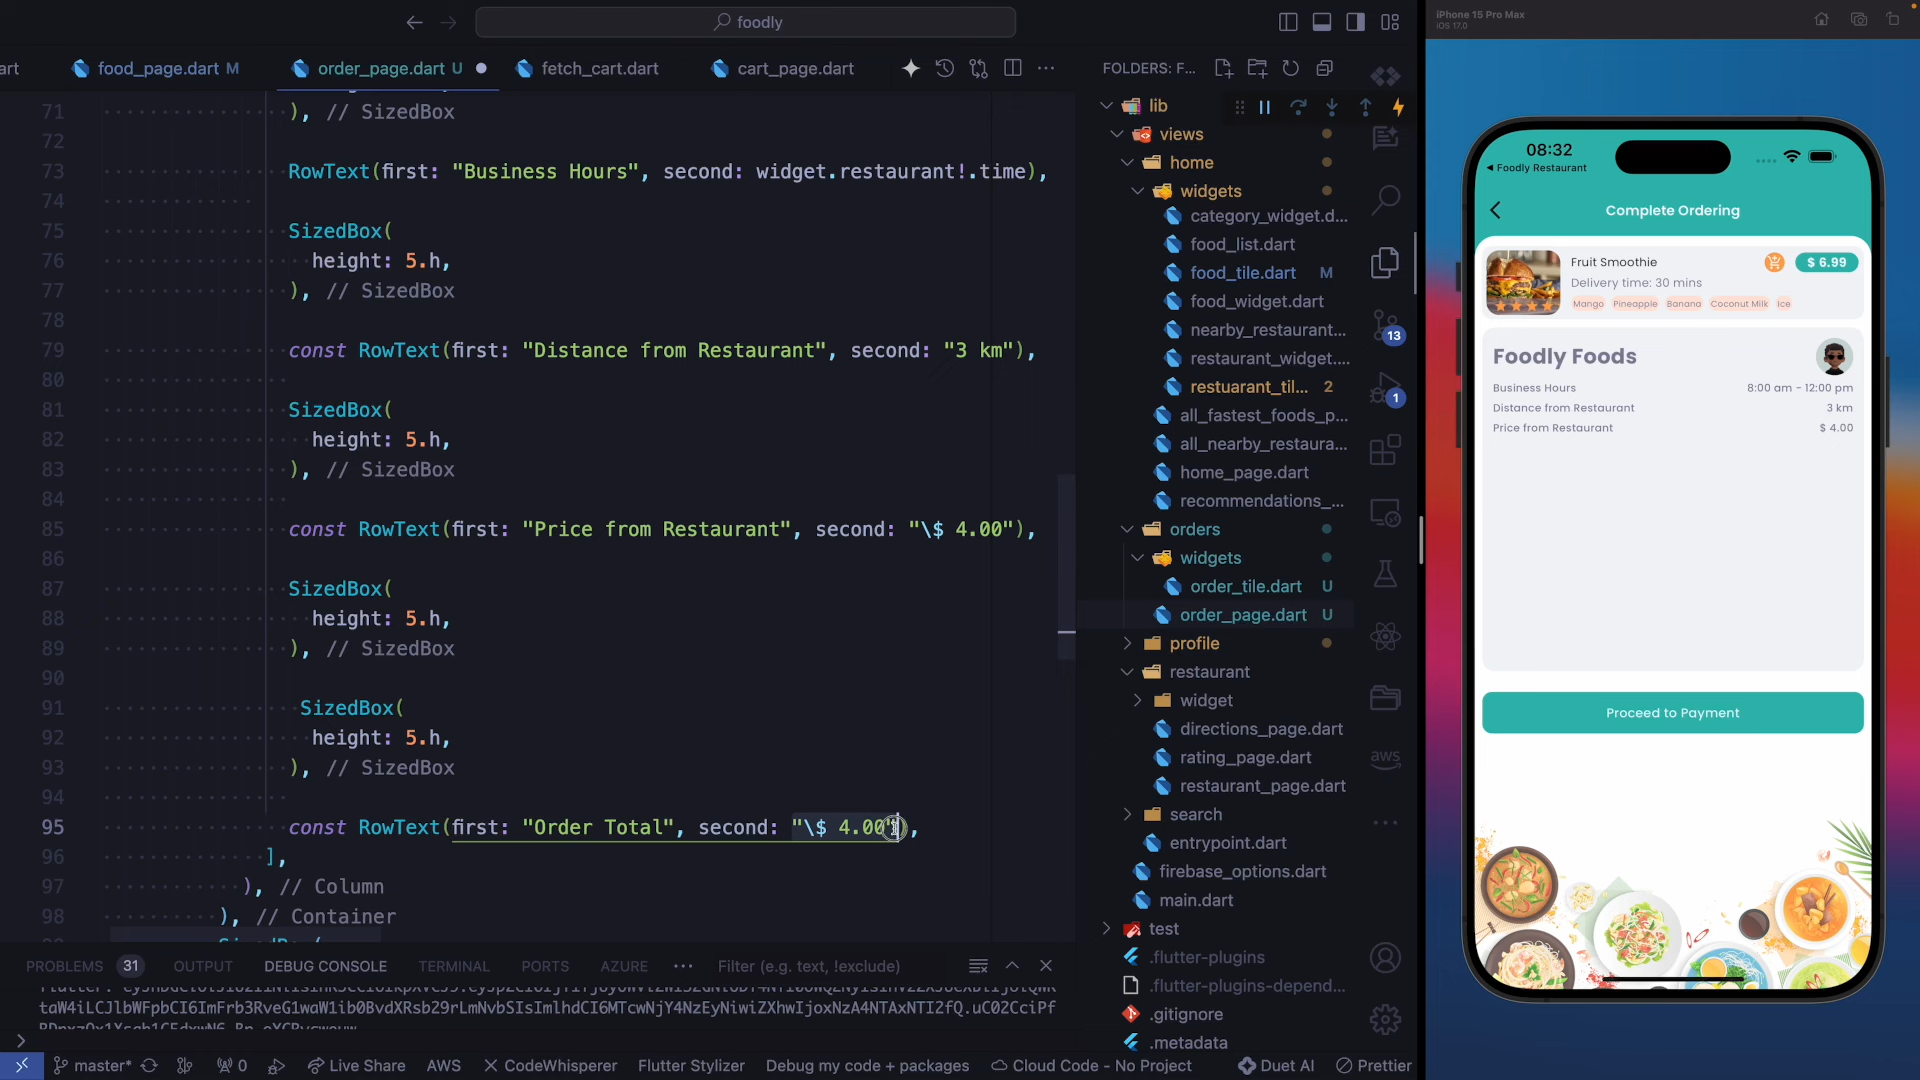 foodly
art
food_page.dart M
order_page.dart U
fetch_cart.dart
cart_page.dart
71 ), // SizedBox
72
73 RowText(first: "Business Hours", second: widget.restaurant!.time),
74
75 SizedBox(
76 height: 5.h,
77 ), // SizedBox
78
79 const RowText(first: "Distance from Restaurant", second: "3 km"),
80
81 SizedBox(
82 height: 5.h,
83 ), // SizedBox
84
85 const RowText(first: "Price from Restaurant", second: "\$ 4.00"),
86
87 SizedBox(
88 height: 5.h,
89 ), // SizedBox
90
91 SizedBox(
92 height: 5.h,
93 ), // SizedBox
94
95 const RowText(first: "Order Total", second: "\$ 4.00"),
96 ],
97 ), // Column
98 ), // Container
PROBLEMS 31 OUTPUT DEBUG CONSOLE TERMINAL PORTS AZURE ... Filter (e.g. text, !exclude)
master* 0 Live Share AWS CodeWhisperer Flutter Stylizer Debug my code + packages Cloud Code - No Project Duet AI Prettier
FOLDERS: F...
lib
views
home
widgets
category_widget.d...
food_list.dart
food_tile.dart M
food_widget.dart
nearby_restaurant...
restaurant_widget....
restuarant_til... 2
all_fastest_foods_p...
all_nearby_restaura...
home_page.dart
recommendations_...
orders
widgets
order_tile.dart U
order_page.dart U
profile
restaurant
widget
directions_page.dart
rating_page.dart
restaurant_page.dart
search
entrypoint.dart
firebase_options.dart
main.dart
test
.flutter-plugins
.flutter-plugins-depend...
.gitignore
.metadata
13
1
aws
iPhone 15 Pro Max
iOS 17.0
08:32
Foodly Restaurant
Complete Ordering
Fruit Smoothie
$ 6.99
Delivery time: 30 mins
Mango Pineapple Banana Coconut Milk Ice
Foodly Foods
Business Hours 8:00 am - 12:00 pm
Distance from Restaurant 3 km
Price from Restaurant $ 4.00
Proceed to Payment